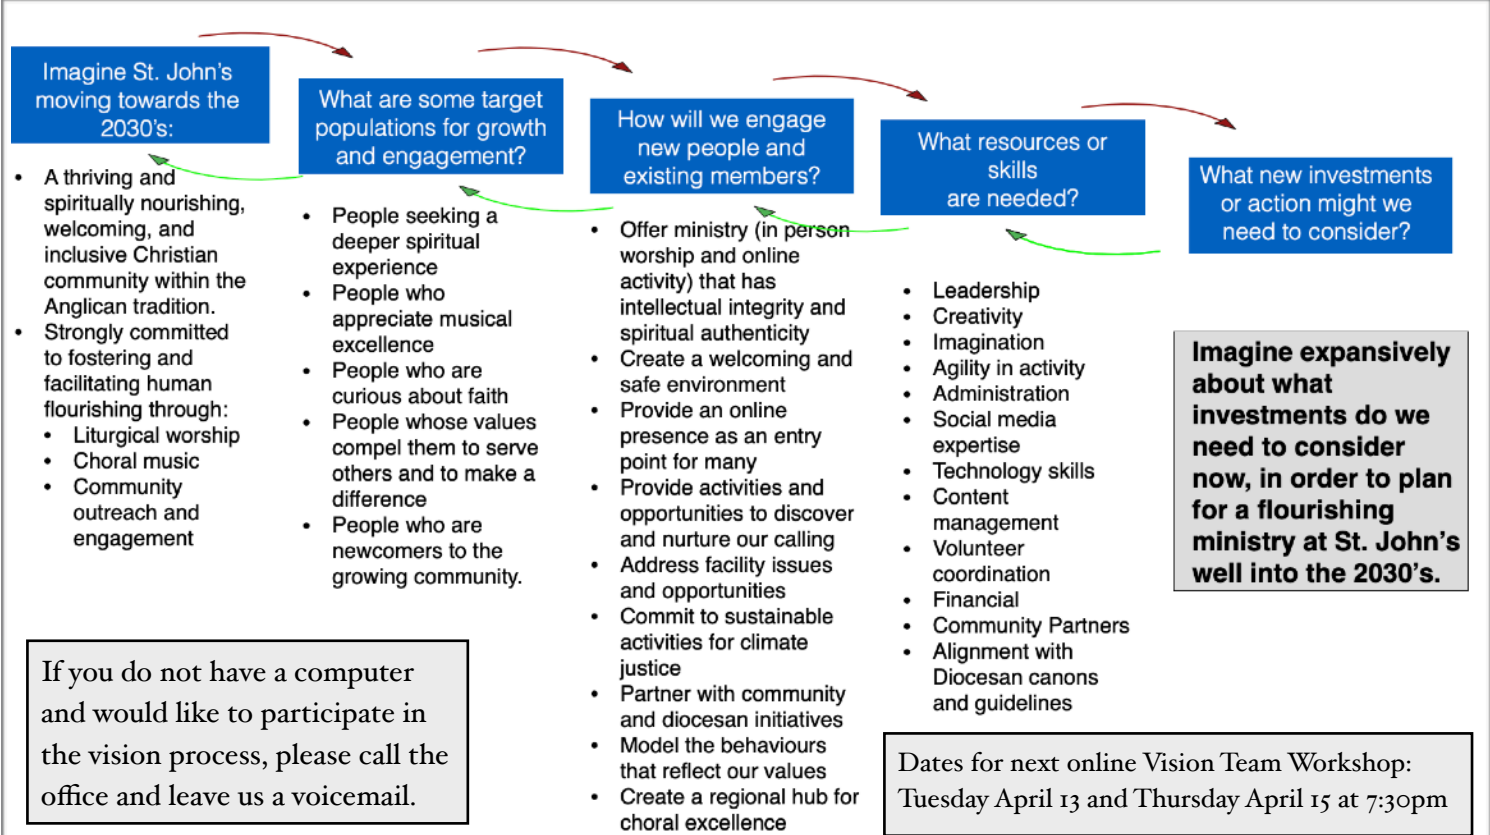 Imagine St. John's
moving towards the
2030's:
• A thriving and
spiritually nourishing,
welcoming, and
inclusive Christian
community within the
Anglican tradition.
• Strongly committed
to fostering and
facilitating human
flourishing through:
• Liturgical worship
• Choral music
• Community
outreach and
engagement
What are some target
populations for growth
and engagement?
• People seeking a
deeper spiritual
experience
• People who
appreciate musical
excellence
• People who are
curious about faith
• People whose values
compel them to serve
others and to make a
difference
• People who are
newcomers to the
growing community.
How will we engage
new people and
existing members?
• Offer ministry (in person
worship and online
activity) that has
intellectual integrity and
spiritual authenticity
• Create a welcoming and
safe environment
• Provide an online
presence as an entry
point for many
• Provide activities and
opportunities to discover
and nurture our calling
• Address facility issues
and opportunities
• Commit to sustainable
activities for climate
justice
• Partner with community
and diocesan initiatives
• Model the behaviours
that reflect our values
• Create a regional hub for
choral excellence
What resources or
skills
are needed?
• Leadership
• Creativity
• Imagination
• Agility in activity
• Administration
• Social media
expertise
• Technology skills
• Content
management
• Volunteer
coordination
• Financial
• Community Partners
• Alignment with
Diocesan canons
and guidelines
What new investments
or action might we
need to consider?
Imagine expansively
about what
investments do we
need to consider
now, in order to plan
for a flourishing
ministry at St. John's
well into the 2030's.
If you do not have a computer
and would like to participate in
the vision process, please call the
office and leave us a voicemail.
Dates for next online Vision Team Workshop:
Tuesday April 13 and Thursday April 15 at 7:30pm